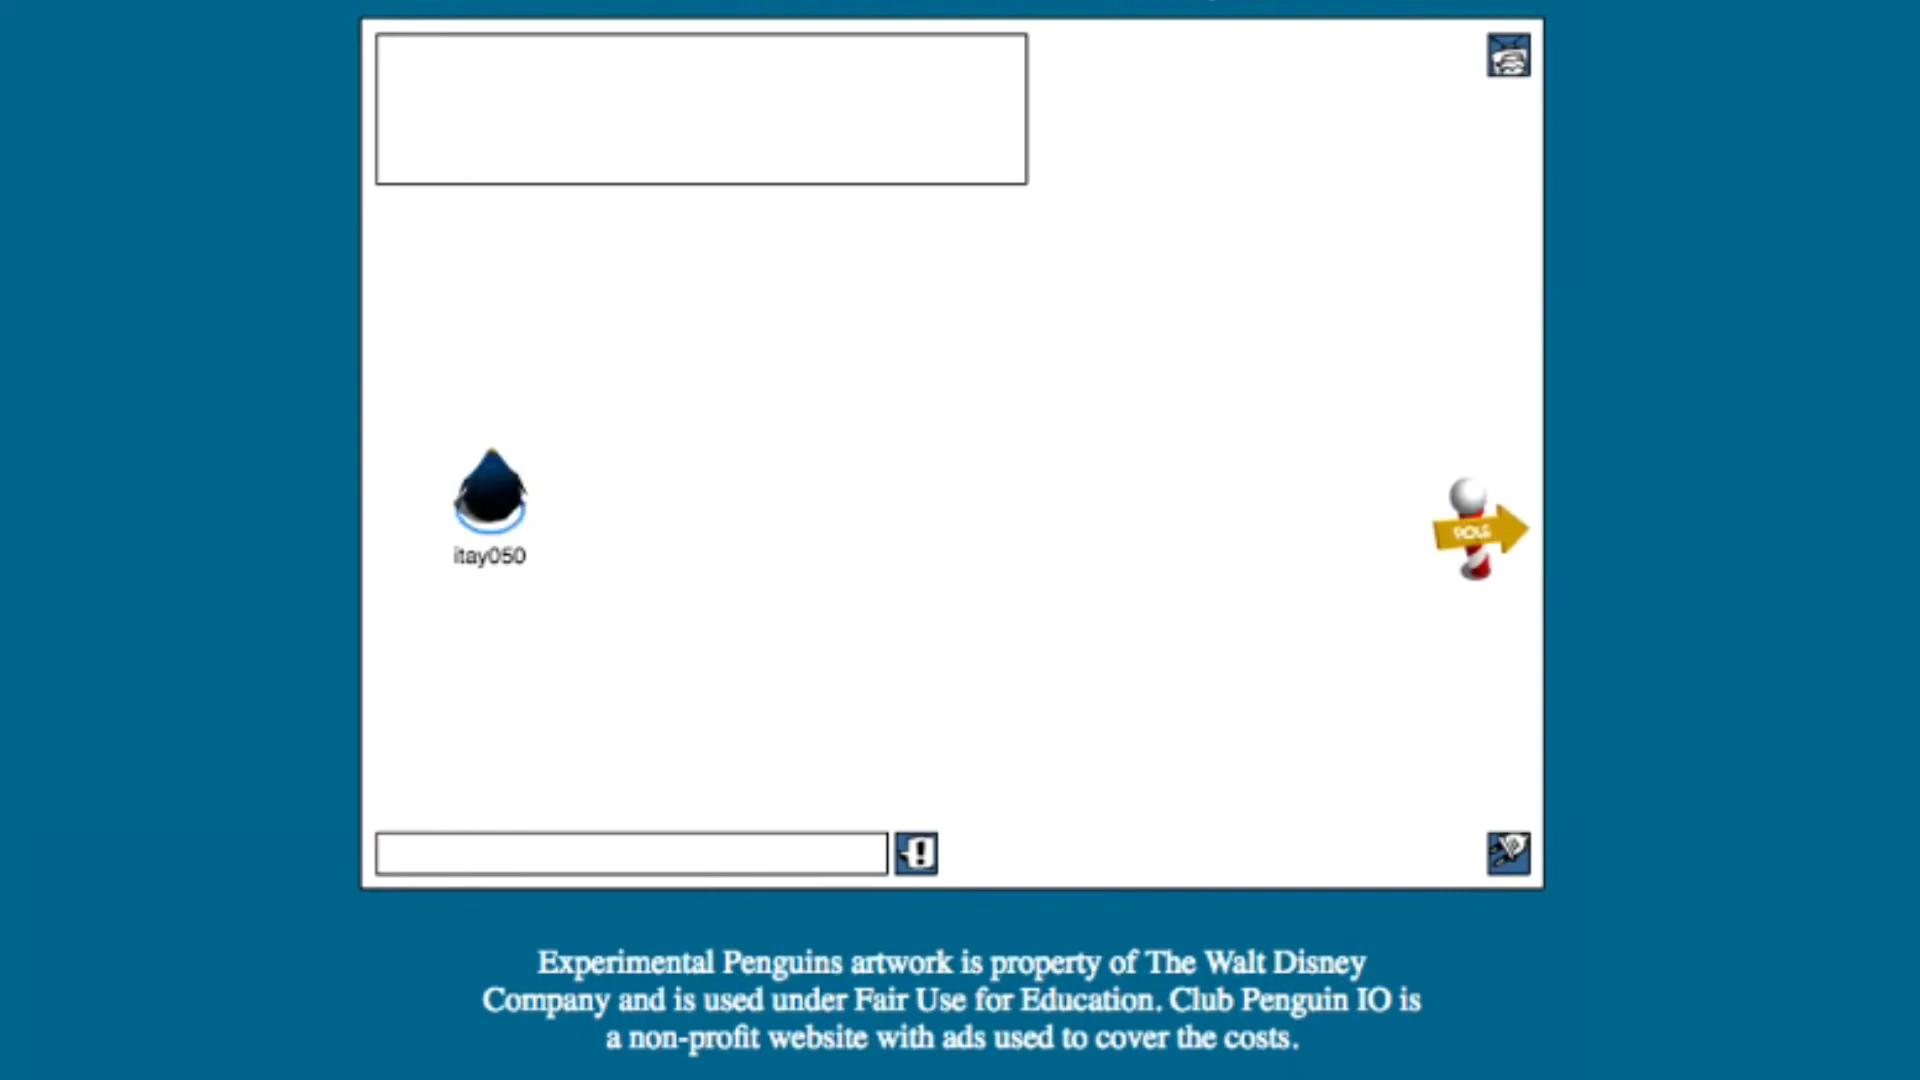 itay050
POLE
!
Experimental Penguins artwork is property of The Walt Disney
Company and is used under Fair Use for Education. Club Penguin IO is
a non-profit website with ads used to cover the costs.